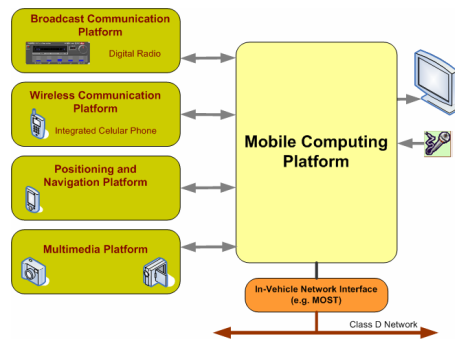 Broadcast Communication
Platform
Digital Radio
Wireless Communication
Platform
Integrated Celular Phone
Positioning and
Navigation Platform
Multimedia Platform
Mobile Computing
Platform
In-Vehicle Network Interface
(e.g. MOST)
Class D Network